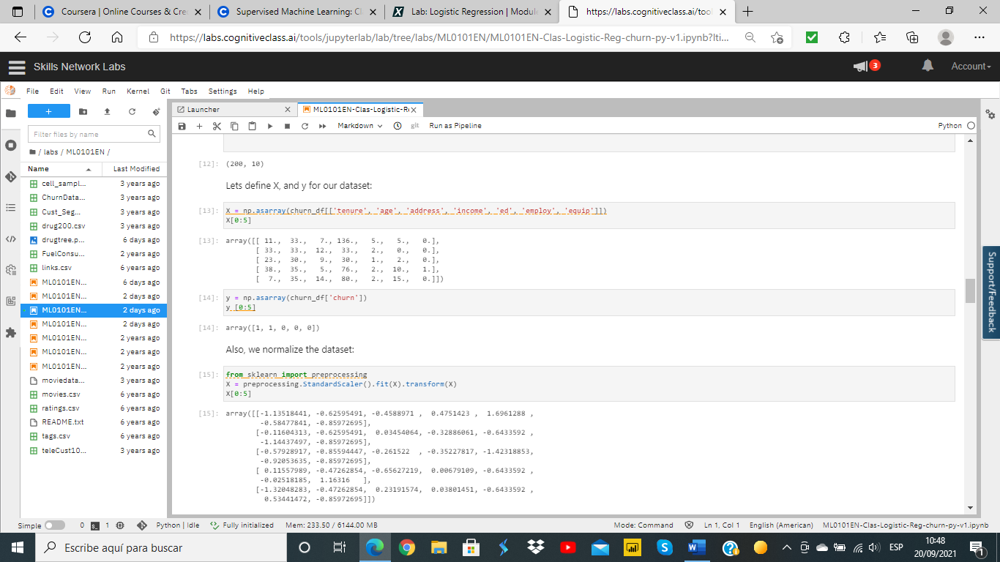 Coursera | Online Courses & Cre
Supervised Machine Learning: Cl
Lab: Logistic Regression | Module
https://labs.cognitiveclass.ai/tool
https://labs.cognitiveclass.ai/tools/jupyterlab/lab/tree/labs/ML0101EN/ML0101EN-Clas-Logistic-Reg-churn-py-v1.ipynb?lti...
Skills Network Labs
3
Account
File Edit View Run Kernel Git Tabs Settings Help
Launcher
ML0101EN-Clas-Logistic-Re
Markdown
git
Run as Pipeline
Python
Filter files by name
/ labs / ML0101EN /
Name Last Modified
cell_sampl... 3 years ago
ChurnData... 3 years ago
Cust_Seg... 3 years ago
drug200.csv 3 years ago
drugtree.p... 6 days ago
FuelConsu... 2 years ago
links.csv 6 years ago
ML0101EN... 6 days ago
ML0101EN... 2 days ago
ML0101EN... 2 days ago
ML0101EN... 2 days ago
ML0101EN... 2 years ago
ML0101EN... 2 years ago
ML0101EN... 2 years ago
moviedata... 3 years ago
movies.csv 6 years ago
ratings.csv 6 years ago
README.txt 6 years ago
tags.csv 6 years ago
teleCust10... 3 years ago
[12]: (200, 10)
Lets define X, and y for our dataset:
[13]: X = np.asarray(churn_df[['tenure', 'age', 'address', 'income', 'ed', 'employ', 'equip']])
X[0:5]
[13]: array([[ 11., 33., 7., 136., 5., 5., 0.],
[ 33., 33., 12., 33., 2., 0., 0.],
[ 23., 30., 9., 30., 1., 2., 0.],
[ 38., 35., 5., 76., 2., 10., 1.],
[ 7., 35., 14., 80., 2., 15., 0.]])
[14]: y = np.asarray(churn_df['churn'])
y [0:5]
[14]: array([1, 1, 0, 0, 0])
Also, we normalize the dataset:
[15]: from sklearn import preprocessing
X = preprocessing.StandardScaler().fit(X).transform(X)
X[0:5]
[15]: array([[-1.13518441, -0.62595491, -0.4588971 , 0.4751423 , 1.6961288 ,
-0.58477841, -0.85972695],
[-0.11604313, -0.62595491, 0.03454064, -0.32886061, -0.6433592 ,
-1.14437497, -0.85972695],
[-0.57928917, -0.85594447, -0.261522 , -0.35227817, -1.42318853,
-0.92053635, -0.85972695],
[ 0.11557989, -0.47262854, -0.65627219, 0.00679109, -0.6433592 ,
-0.02518185, 1.16316 ],
[-1.32048283, -0.47262854, 0.23191574, 0.03801451, -0.6433592 ,
0.53441472, -0.85972695]])
Support/Feedback
Simple 0 1 Python | Idle Fully initialized Mem: 233.50 / 6144.00 MB Mode: Command Ln 1, Col 1 English (American) ML0101EN-Clas-Logistic-Reg-churn-py-v1.ipynb
Escribe aquí para buscar
ESP
10:48
20/09/2021
1